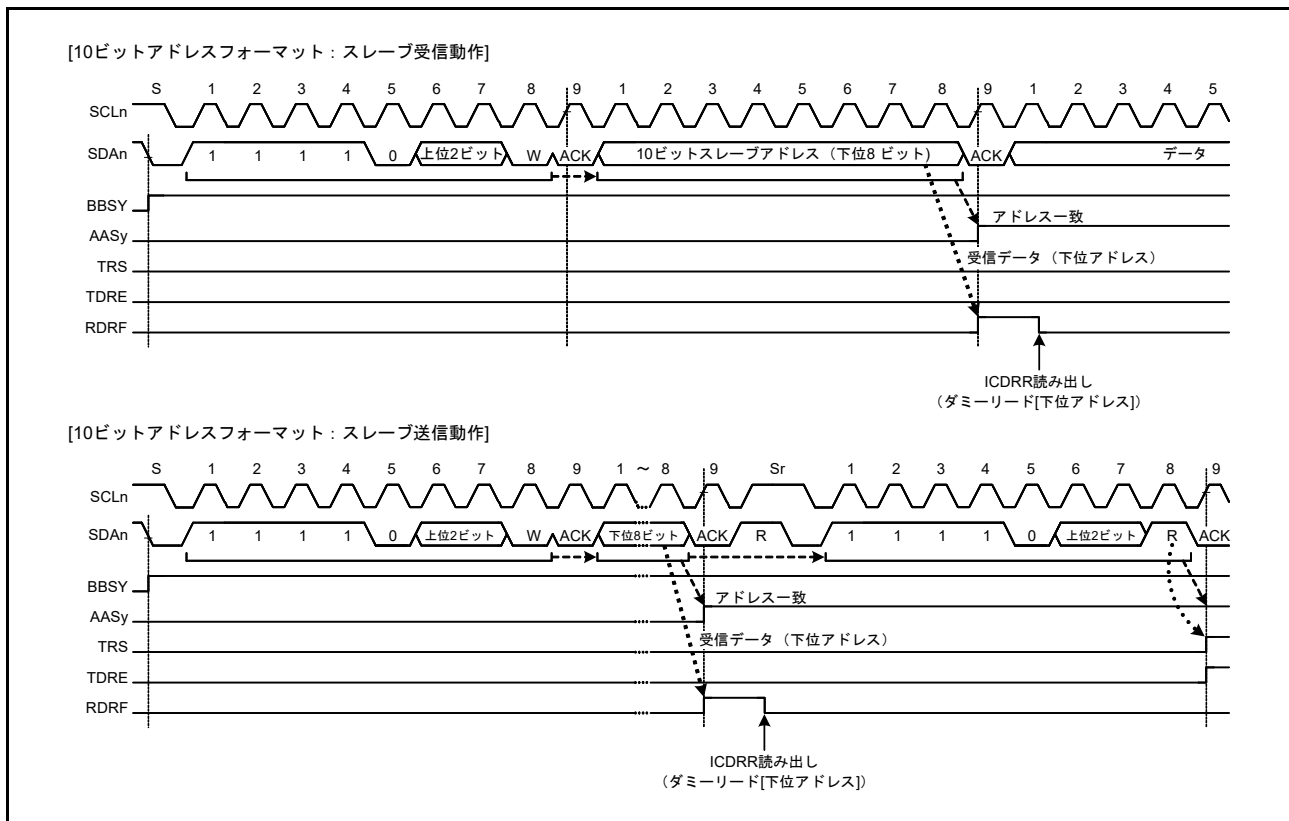 [10ビットアドレスフォーマット：スレーブ受信動作]
S 1 2 3 4 5 6 7 8 9 1 2 3 4 5 6 7 8 9 1 2 3 4 5
SCLn
SDAn 1 1 1 1 0 上位2ビット W ACK 10ビットスレーブアドレス（下位8 ビット) ACK データ
BBSY
アドレス一致
AASy
受信データ（下位アドレス）
TRS
TDRE
RDRF
ICDRR読み出し
（ダミーリード[下位アドレス]）
[10ビットアドレスフォーマット：スレーブ送信動作]
S 1 2 3 4 5 6 7 8 9 1 ～ 8 9 Sr 1 2 3 4 5 6 7 8 9
SCLn
SDAn 1 1 1 1 0 上位2ビット W ACK 下位8ビット ACK R 1 1 1 1 0 上位2ビット R ACK
BBSY
アドレス一致
AASy
受信データ（下位アドレス）
TRS
TDRE
RDRF
ICDRR読み出し
（ダミーリード[下位アドレス]）